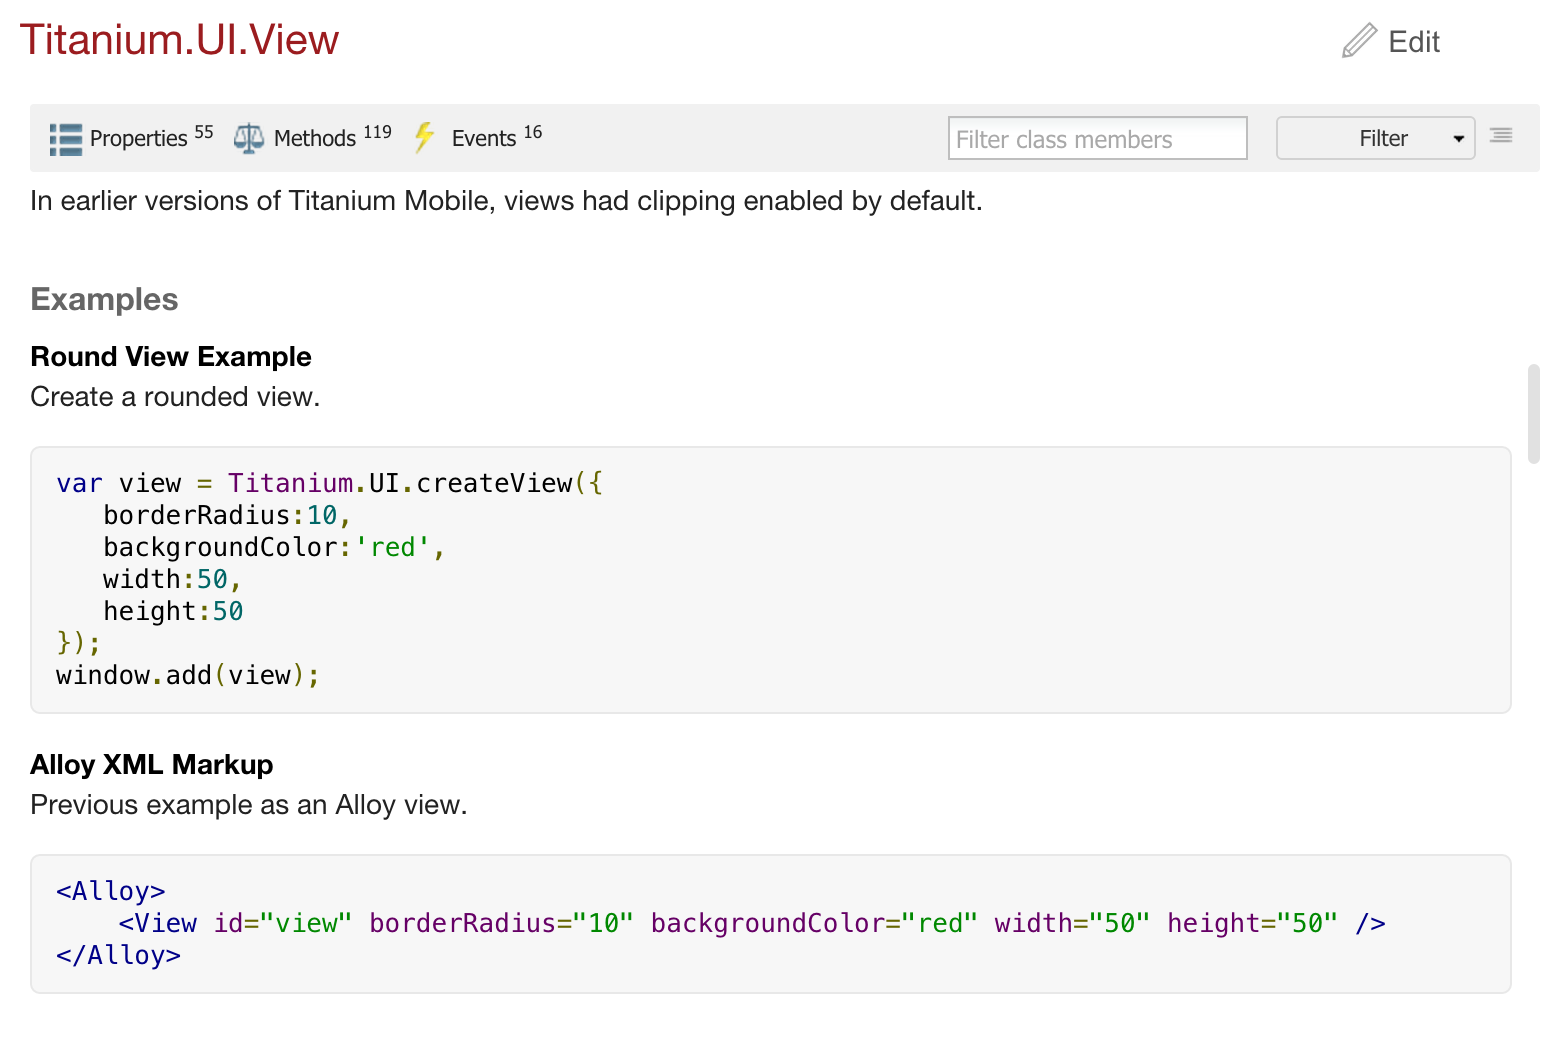 Titanium.UI.View
Edit
Properties 55 Methods 119 Events 16 Filter class members Filter
In earlier versions of Titanium Mobile, views had clipping enabled by default.
Examples
Round View Example
Create a rounded view.
var view = Titanium.UI.createView({
   borderRadius:10,
   backgroundColor:'red',
   width:50,
   height:50
});
window.add(view);
Alloy XML Markup
Previous example as an Alloy view.
<Alloy>
    <View id="view" borderRadius="10" backgroundColor="red" width="50" height="50" />
</Alloy>